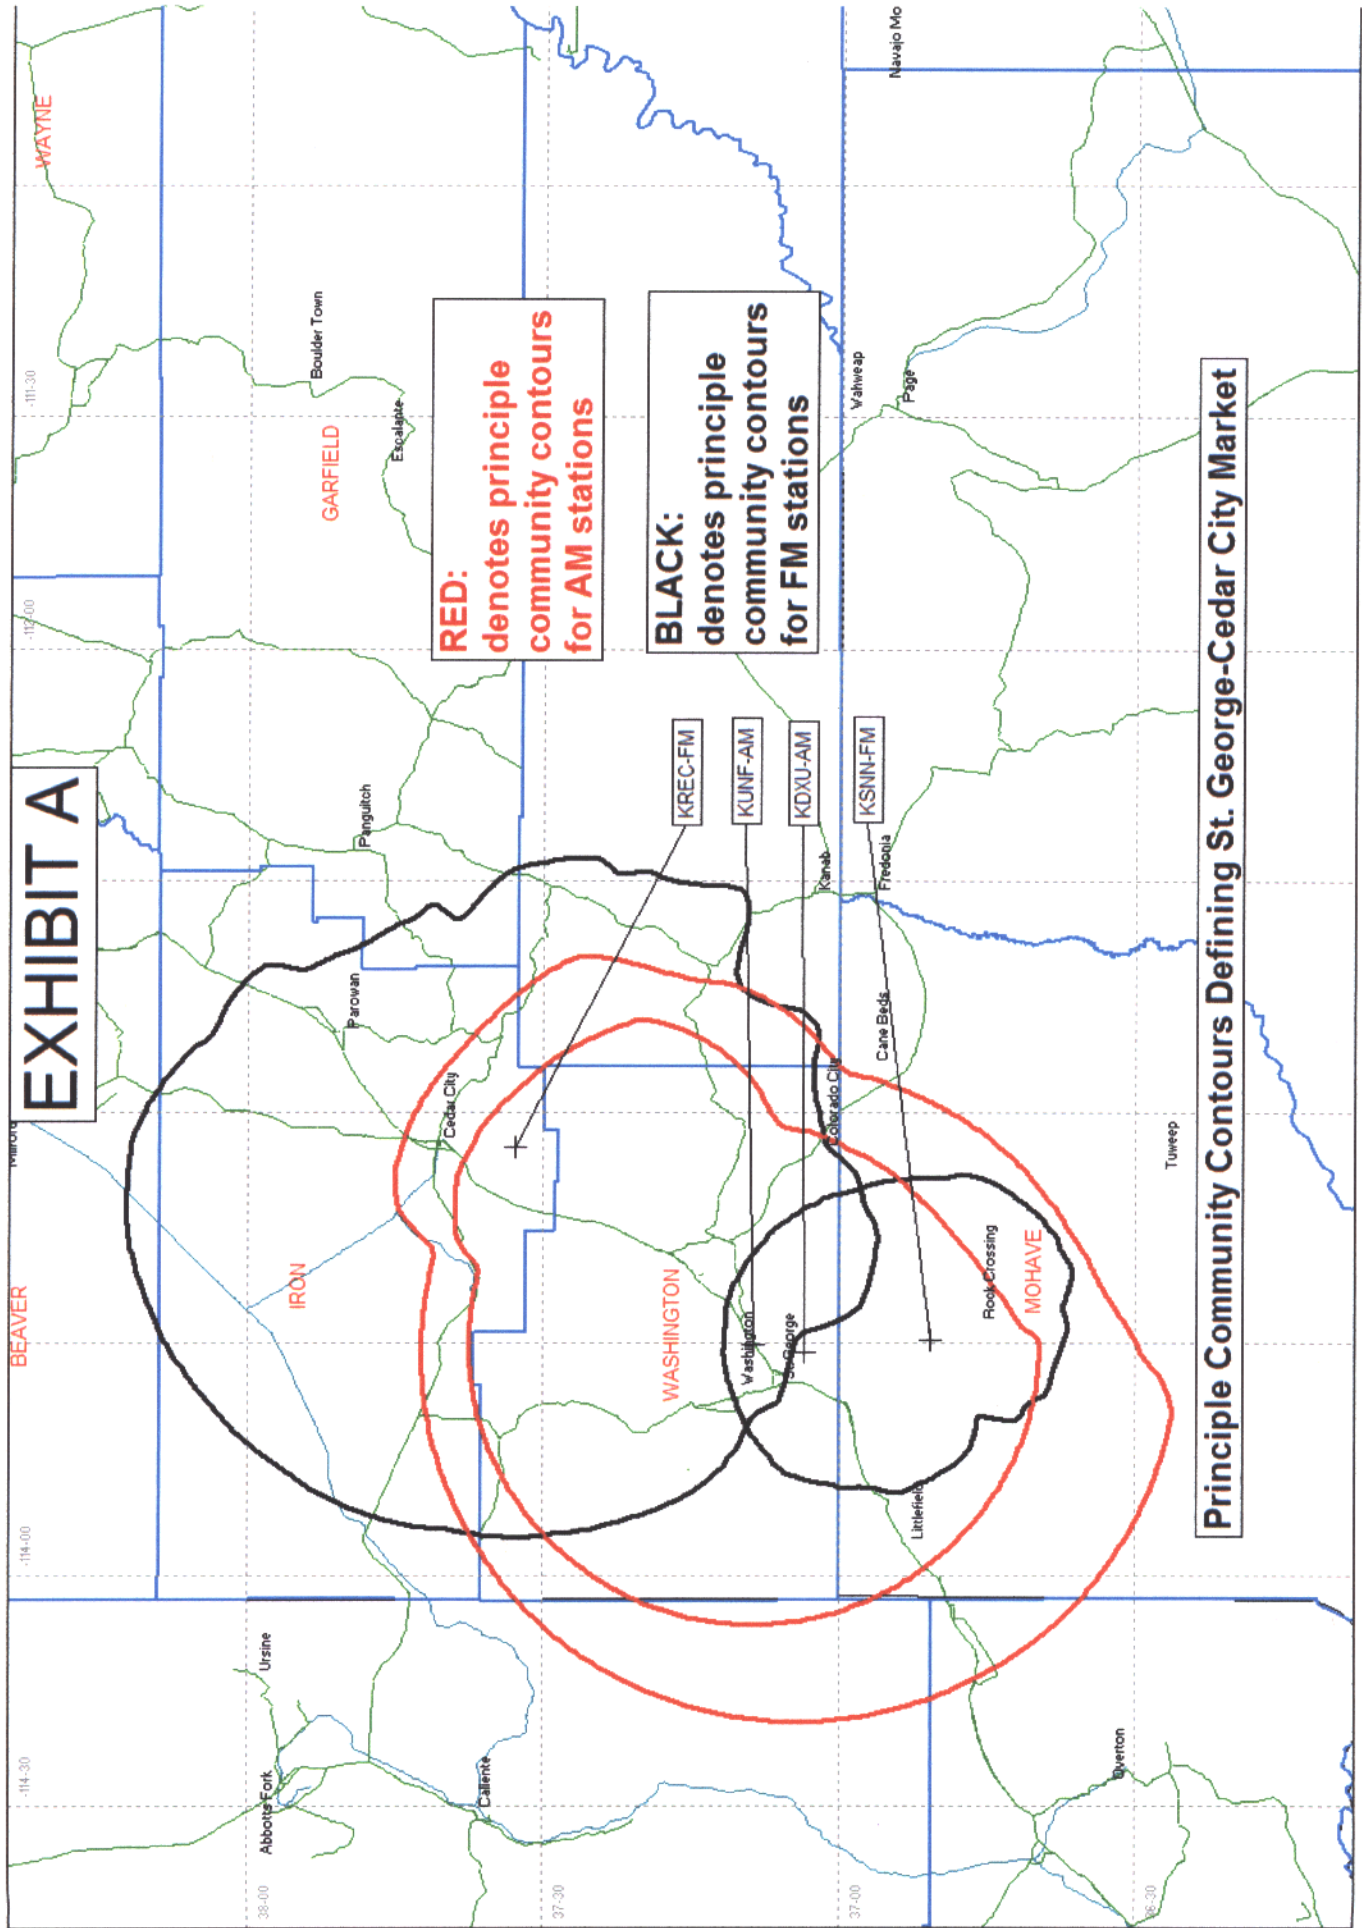 EXHIBIT A
-114-30
-114-00
-112-00
-111-30
38-00
37-30
37-00
36-30
BEAVER
WAYNE
IRON
GARFIELD
WASHINGTON
MOHAVE
Abbotts Fork
Ursine
Caliente
Overton
Parowan
Panguitch
Boulder Town
Escalante
Cedar City
Washington
St George
Littlefield
Rock Crossing
Colorado City
Cane Beds
Kanab
Fredonia
Tuweep
Wahweap
Page
Navajo Mo
KREC-FM
KUNF-AM
KDXU-AM
KSNN-FM
RED:
denotes principle
community contours
for AM stations
BLACK:
denotes principle
community contours
for FM stations
Principle Community Contours Defining St. George-Cedar City Market